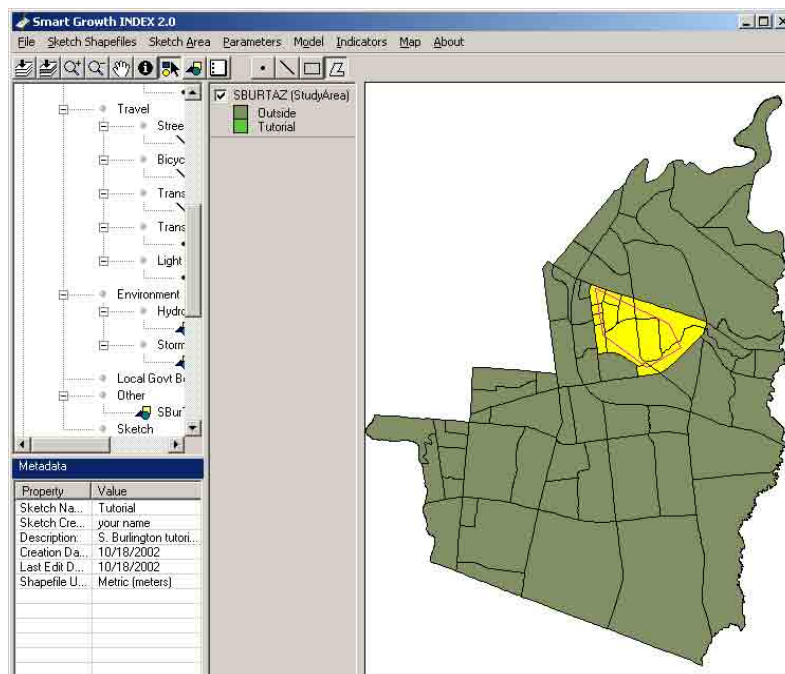 Smart Growth INDEX 2.0
File Sketch Shapefiles Sketch Area Parameters Model Indicators Map About
Travel
Stree
Bicyc
Trans
Trans
Light
Environment
Hydro
Storm
Local Govt B
Other
SBur
Sketch
SBURTAZ (StudyArea)
Outside
Tutorial
Metadata
Property Value
Sketch Na... Tutorial
Sketch Cre... your name
Description: S. Burlington tutori...
Creation Da... 10/18/2002
Last Edit D... 10/18/2002
Shapefile U... Metric (meters)